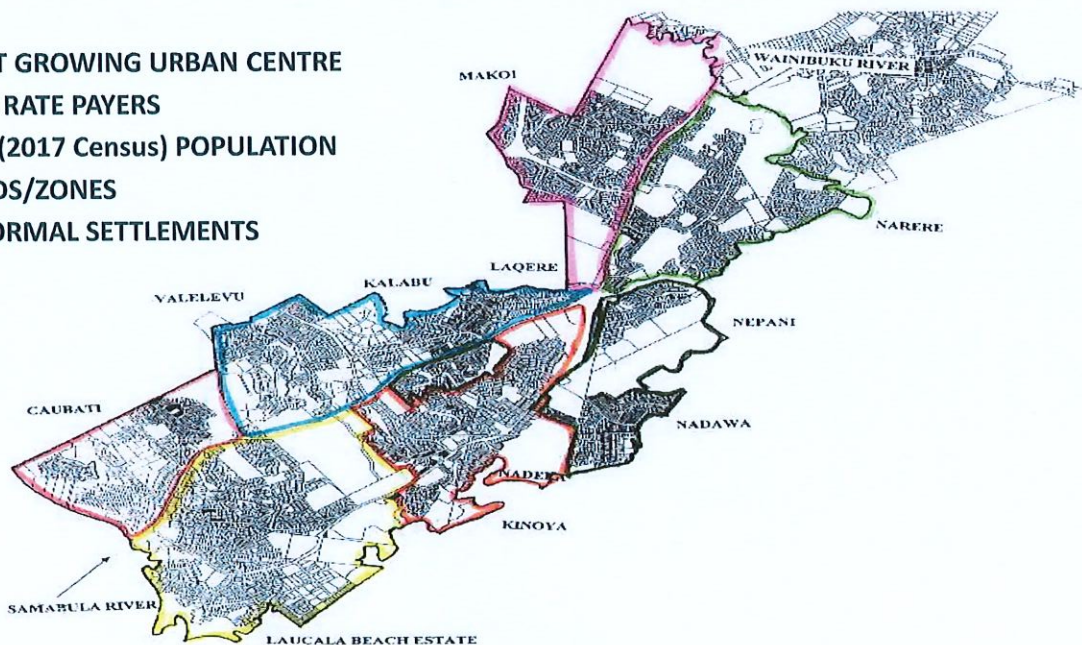 T GROWING URBAN CENTRE
RATE PAYERS
(2017 Census) POPULATION
DS/ZONES
ORMAL SETTLEMENTS
MAKOI
WAINIBUKU RIVER
NARERE
LAQERE
KALABU
VALELEVU
NEPANI
CAUBATI
NADAWA
KINOYA
SAMABULA RIVER
LAUCALA BEACH ESTATE